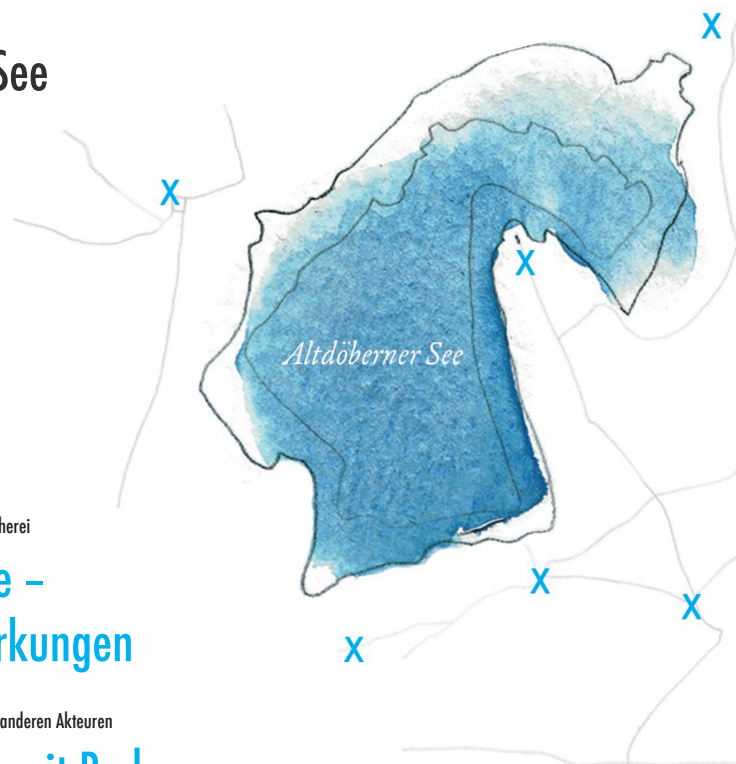 See
X
X
X
Altdöberner See
herei
e –
X
X
rkungen
X
anderen Akteuren